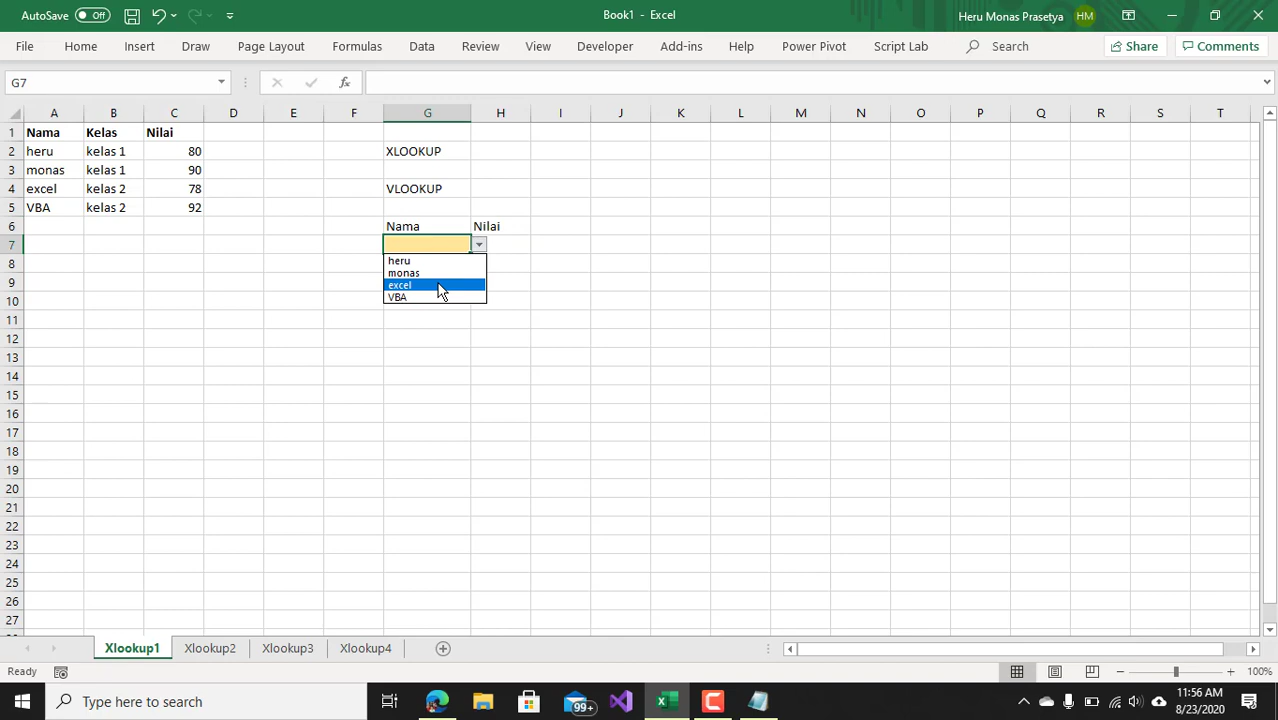 AutoSave Off
Book1 - Excel
Heru Monas Prasetya HM
File Home Insert Draw Page Layout Formulas Data Review View Developer Add-ins Help Power Pivot Script Lab Search Share Comments
G7 fx
A B C D E F G H I J K L M N O P Q R S T
1 Nama Kelas Nilai
2 heru kelas 1 80 XLOOKUP
3 monas kelas 1 90
4 excel kelas 2 78 VLOOKUP
5 VBA kelas 2 92
6 Nama Nilai
7
heru
8
monas
excel
9
VBA
10
11
12
13
14
15
16
17
18
19
20
21
22
23
24
25
26
27
Xlookup1 Xlookup2 Xlookup3 Xlookup4
Ready 100%
Type here to search 99+ 11:56 AM
8/23/2020